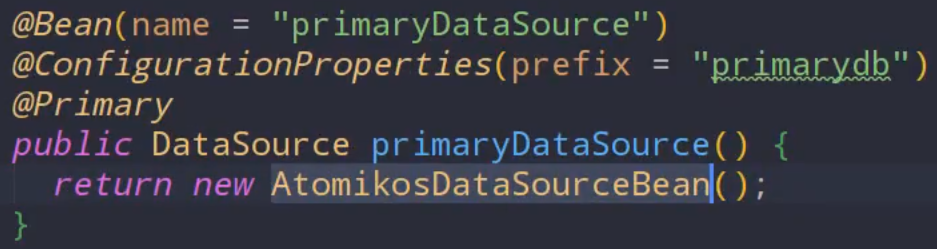 @Bean(name = "primaryDataSource")
@ConfigurationProperties(prefix = "primarydb")
@Primary
public DataSource primaryDataSource() {
  return new AtomikosDataSourceBean();
}